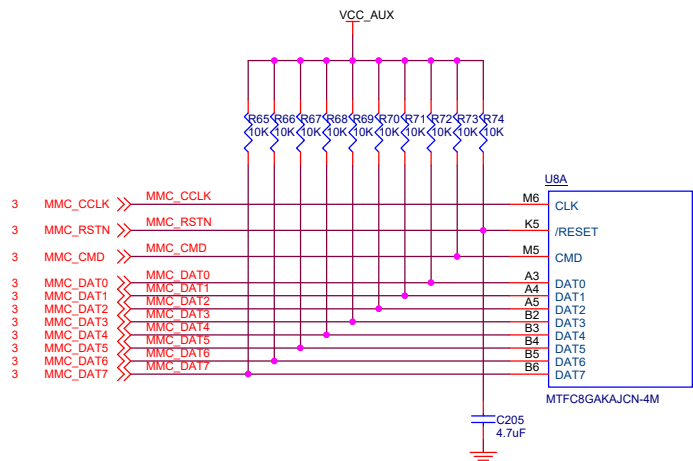 VCC_AUX
R65 R66 R67 R68 R69 R70 R71 R72 R73 R74
10K 10K 10K 10K 10K 10K 10K 10K 10K 10K
U8A
3 MMC_CCLK MMC_CCLK M6 CLK
3 MMC_RSTN MMC_RSTN K5 /RESET
3 MMC_CMD MMC_CMD M5 CMD
3 MMC_DAT0 MMC_DAT0 A3 DAT0
3 MMC_DAT1 MMC_DAT1 A4 DAT1
3 MMC_DAT2 MMC_DAT2 A5 DAT2
3 MMC_DAT3 MMC_DAT3 B2 DAT3
3 MMC_DAT4 MMC_DAT4 B3 DAT4
3 MMC_DAT5 MMC_DAT5 B4 DAT5
3 MMC_DAT6 MMC_DAT6 B5 DAT6
3 MMC_DAT7 MMC_DAT7 B6 DAT7
MTFC8GAKAJCN-4M
C205
4.7uF